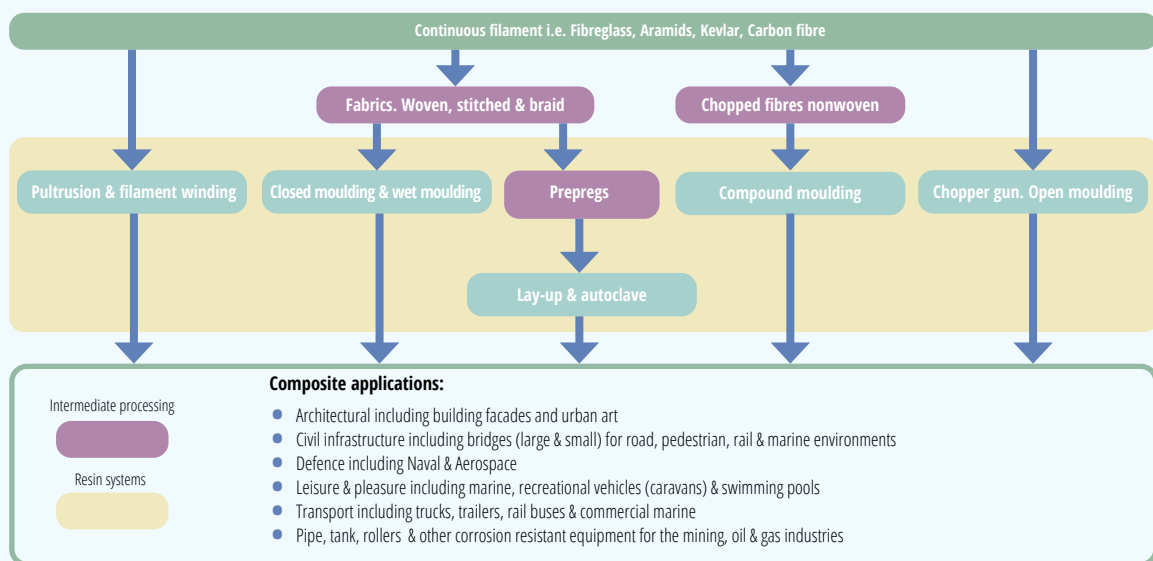 Continuous filament i.e. Fibreglass, Aramids, Kevlar, Carbon fibre
Fabrics. Woven, stitched & braid
Chopped fibres nonwoven
Pultrusion & filament winding
Closed moulding & wet moulding
Prepregs
Compound moulding
Chopper gun. Open moulding
Lay-up & autoclave
Intermediate processing
Resin systems
Composite applications:
Architectural including building facades and urban art
Civil infrastructure including bridges (large & small) for road, pedestrian, rail & marine environments
Defence including Naval & Aerospace
Leisure & pleasure including marine, recreational vehicles (caravans) & swimming pools
Transport including trucks, trailers, rail buses & commercial marine
Pipe, tank, rollers & other corrosion resistant equipment for the mining, oil & gas industries